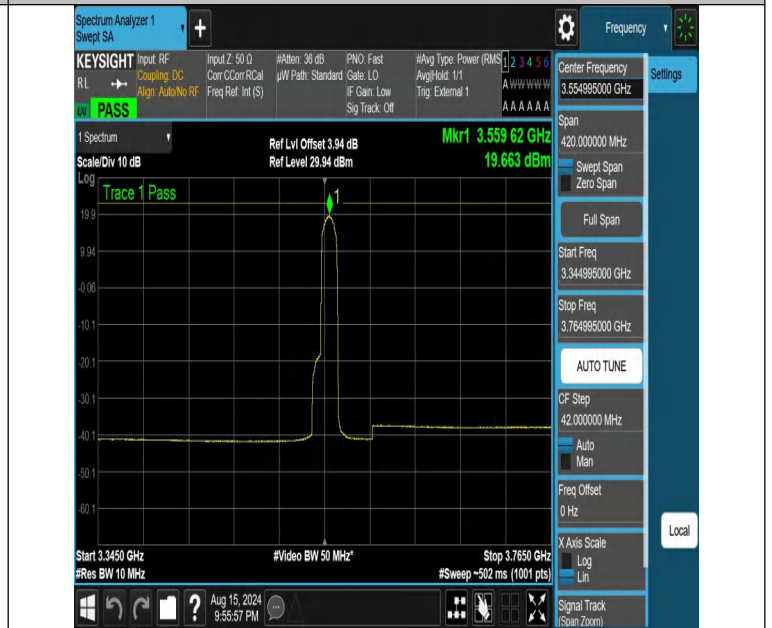 Spectrum Analyzer 1
Swept SA
+
Frequency
KEYSIGHT
RL
PASS
Input: RF
Coupling: DC
Align: Auto/No RF
Input Z: 50 Ω
Corr CCorr RCal
Freq Ref: Int (S)
#Atten: 36 dB
µW Path: Standard
PNO: Fast
Gate: LO
IF Gain: Low
Sig Track: Off
#Avg Type: Power (RMS
Avg|Hold: 1/1
Trig: External 1
1 2 3 4 5 6
A W W W W W
A A A A A A
1 Spectrum
Scale/Div 10 dB
Ref Lvl Offset 3.94 dB
Ref Level 29.94 dBm
Mkr1 3.559 62 GHz
19.663 dBm
Log
Trace 1 Pass
1
19.9
9.94
-0.06
-10.1
-20.1
-30.1
-40.1
-50.1
-60.1
Start 3.3450 GHz
#Res BW 10 MHz
#Video BW 50 MHz*
Stop 3.7650 GHz
#Sweep ~502 ms (1001 pts)
?
Aug 15, 2024
9:55:57 PM
Center Frequency
3.554995000 GHz
Settings
Span
420.000000 MHz
Swept Span
Zero Span
Full Span
Start Freq
3.344995000 GHz
Stop Freq
3.764995000 GHz
AUTO TUNE
CF Step
42.000000 MHz
Auto
Man
Freq Offset
0 Hz
Local
X Axis Scale
Log
Lin
Signal Track
(Span Zoom)